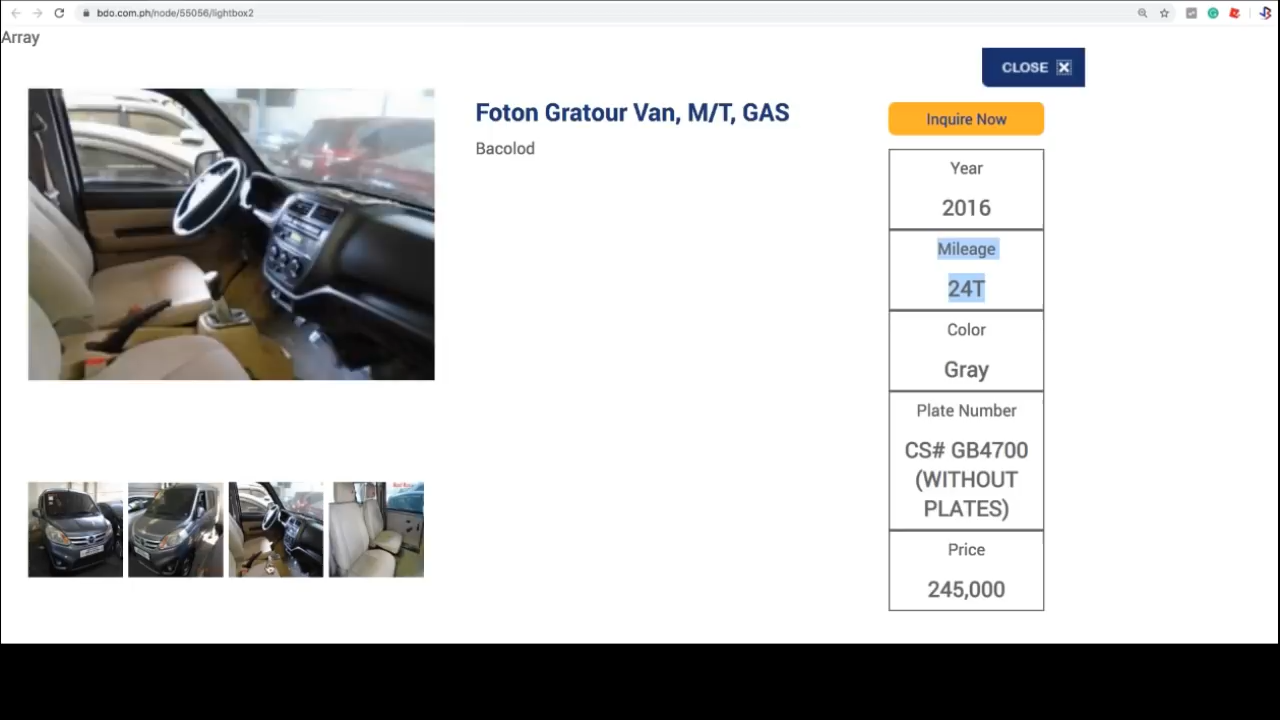 bdo.com.ph/node/55056/lightbox2
Array
CLOSE
Foton Gratour Van, M/T, GAS
Bacolod
Inquire Now
Year
2016
Mileage
24T
Color
Gray
Plate Number
CS# GB4700
(WITHOUT
PLATES)
Price
245,000